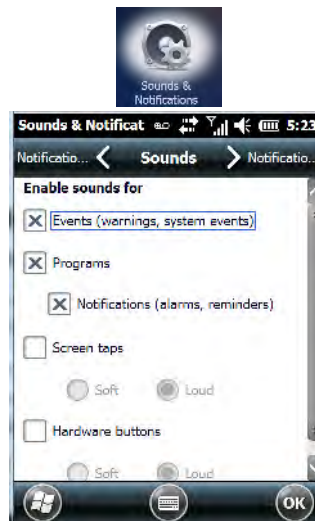 Sounds &
Notifications
Sounds & Notificat 5:23
Notificatio... Sounds Notificatio..
Enable sounds for
Events (warnings, system events)
Programs
Notifications (alarms, reminders)
Screen taps
Soft Loud
Hardware buttons
Soft Loud
OK